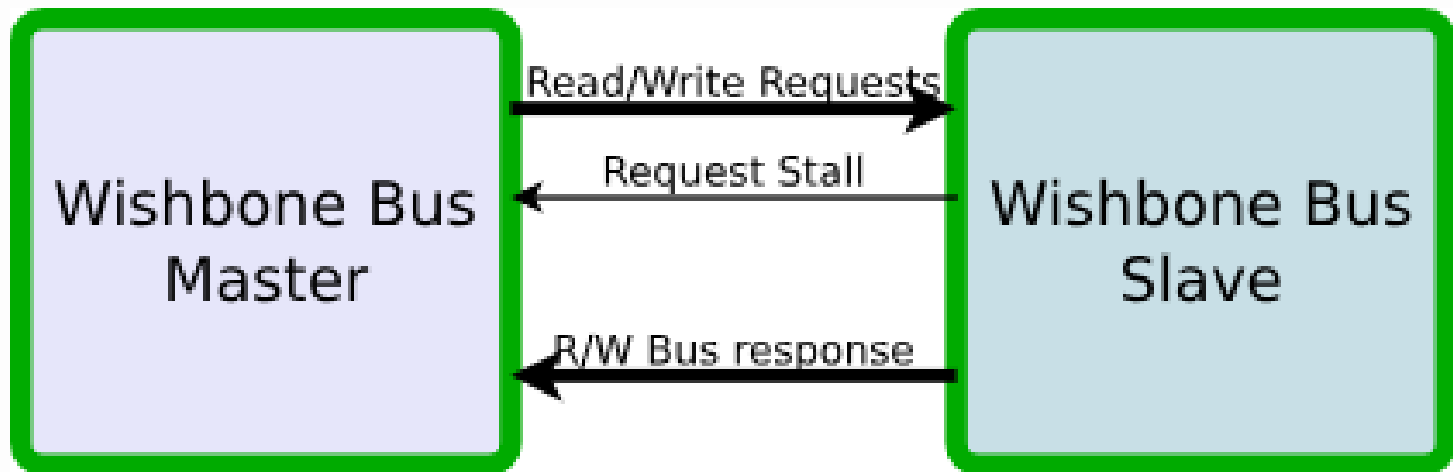 Wishbone Bus
Master
Read/Write Requests
Request Stall
R/W Bus response
Wishbone Bus
Slave